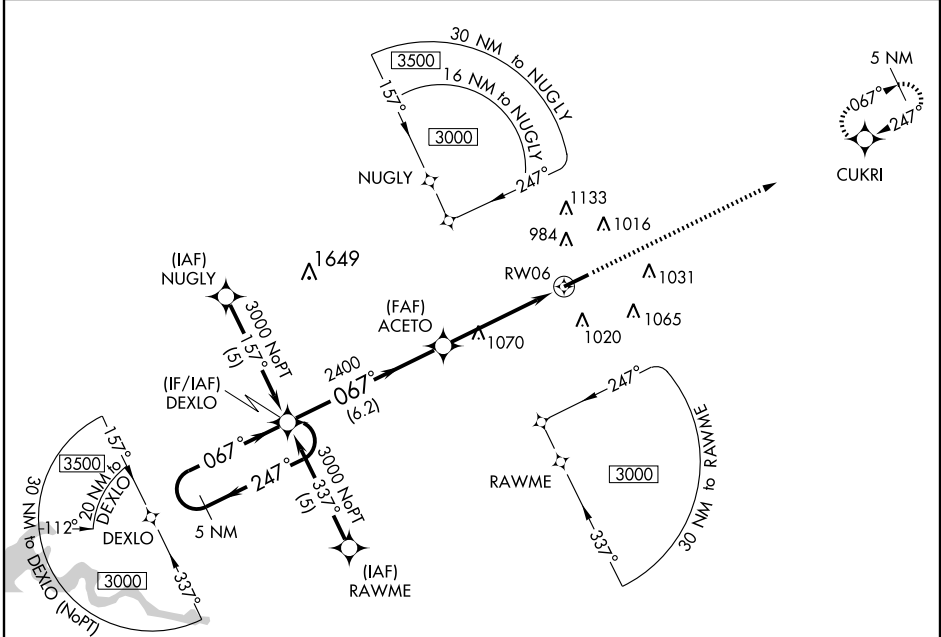 30 NM to NUGLY
3500
16 NM to NUGLY
157°
3000
247°
NUGLY
5 NM
067°
247°
CUKRI
1133
984
1016
RW06
1031
1065
1020
1070
1649
(IAF)
NUGLY
3000 NoPT
157°
(5)
(FAF)
ACETO
2400
067°
(6.2)
(IF/IAF)
DEXLO
067°
247°
5 NM
3000 NoPT
337°
(5)
(IAF)
RAWME
247°
RAWME
3000
337°
30 NM to RAWME
157°
3500
20 NM to
DEXLO
112°
DEXLO
3000
337°
30 NM to DEXLO (NoPT)